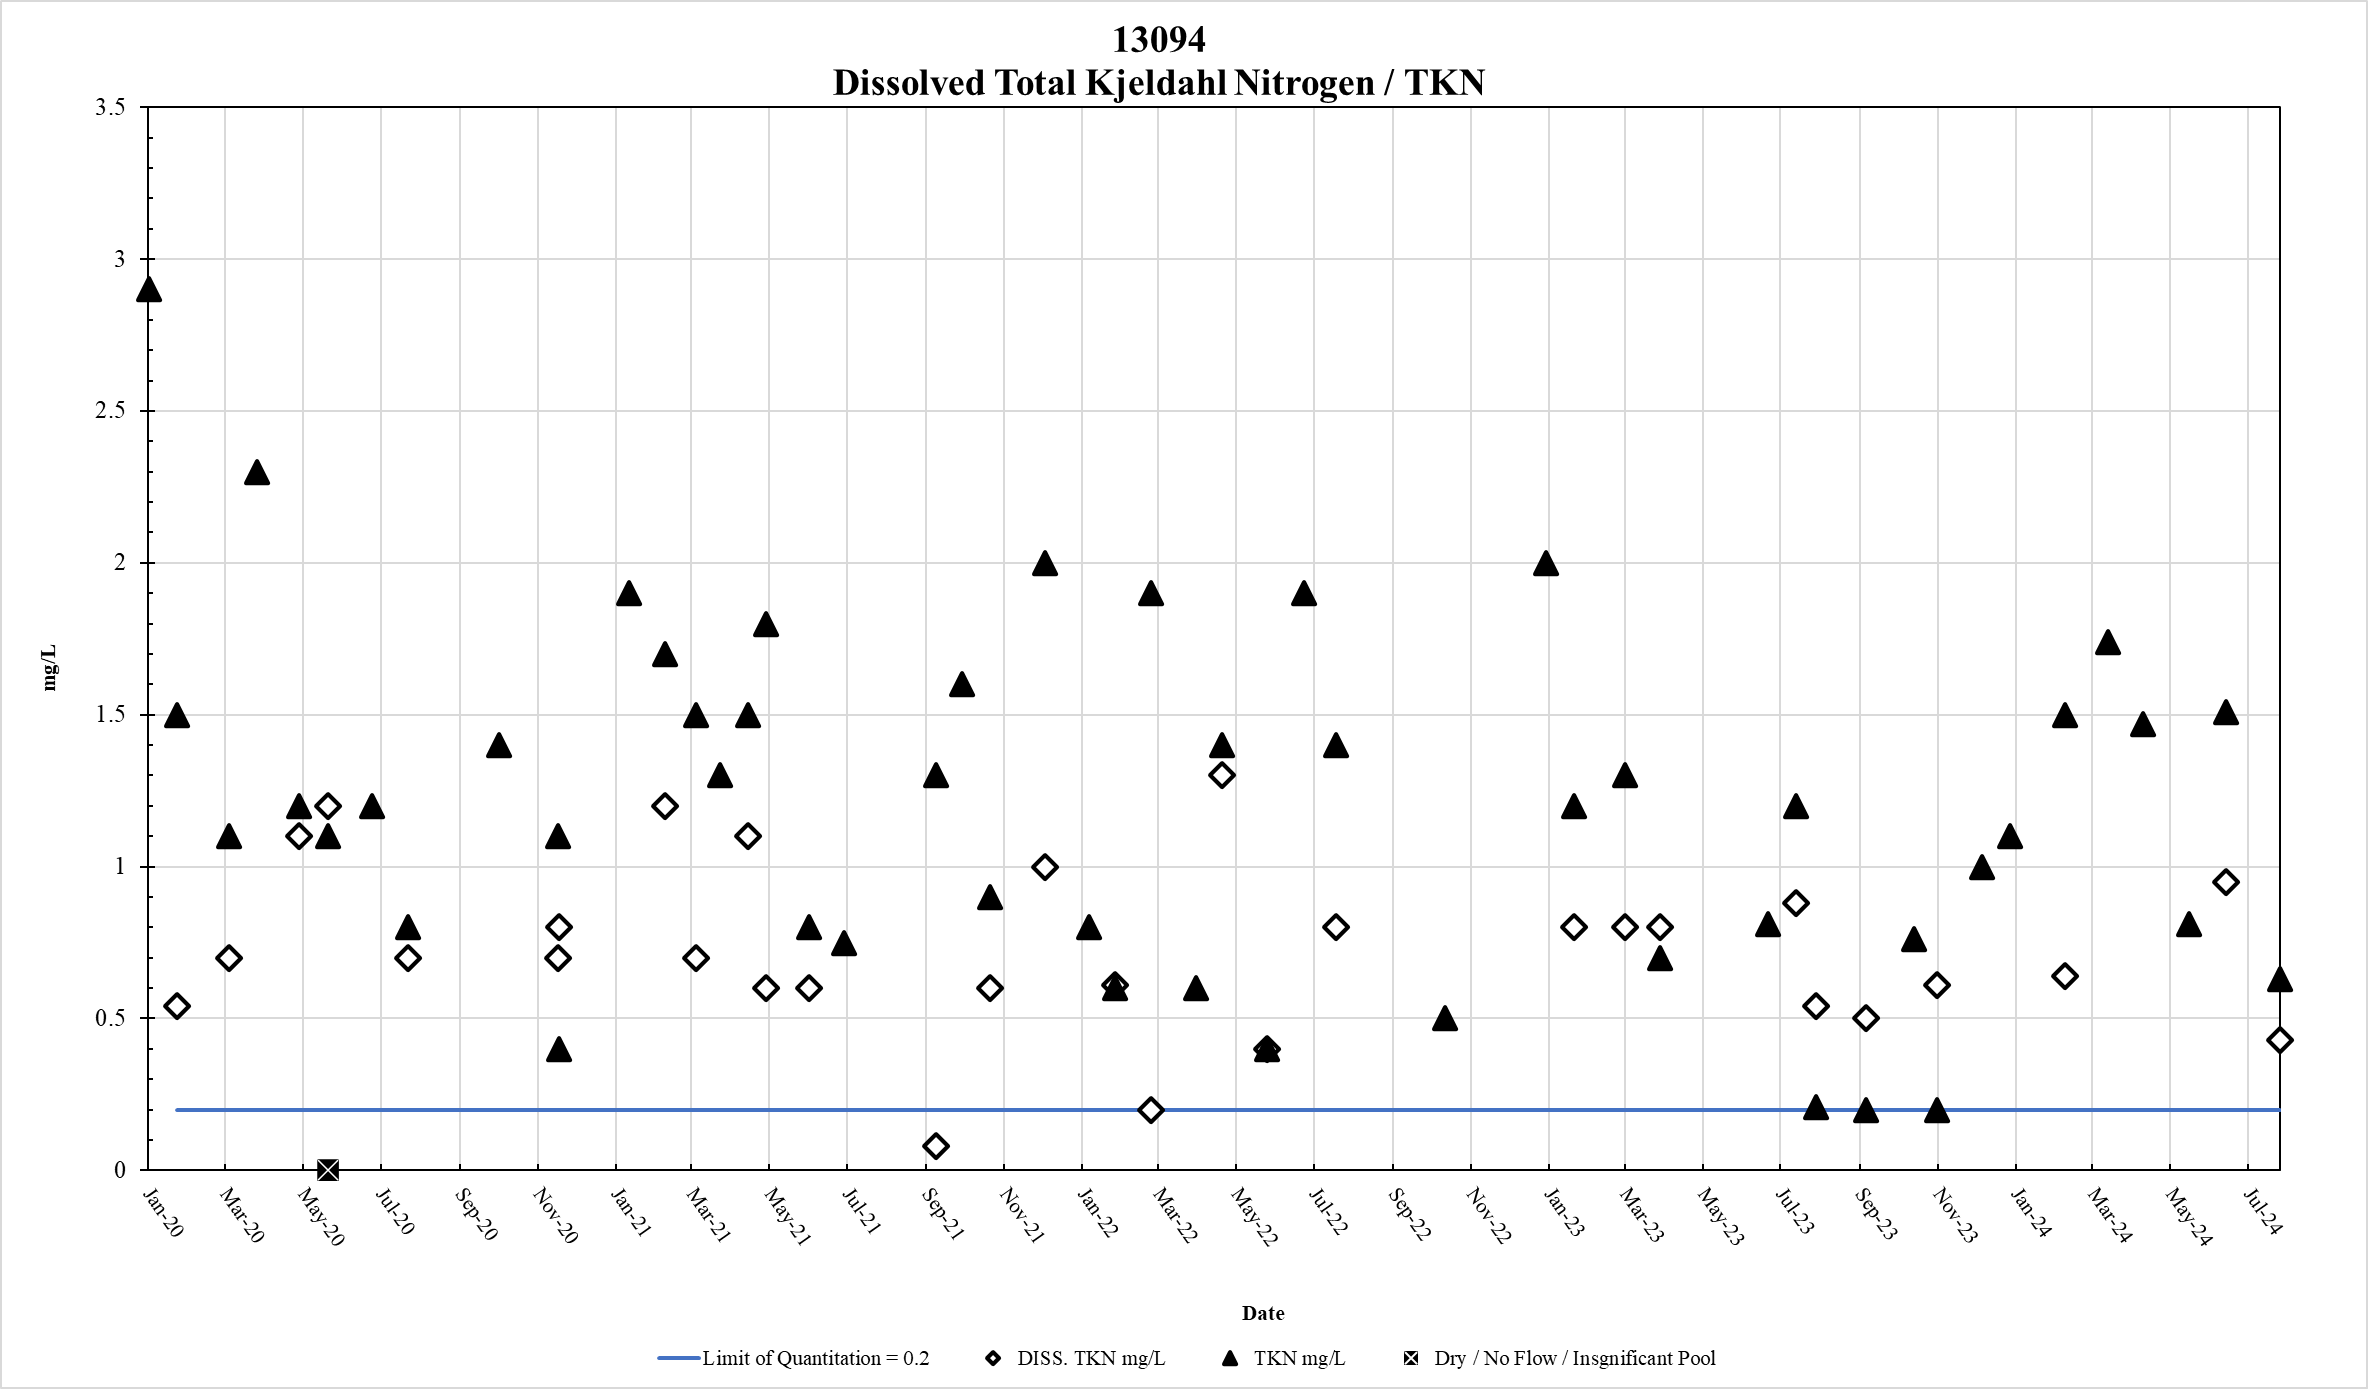 13094
Dissolved Total Kjeldahl Nitrogen / TKN
3.5
3
2.5
2
1.5
1
0.5
0
mg/L
Jan-20
Mar-20
May-20
Jul-20
Sep-20
Nov-20
Jan-21
Mar-21
May-21
Jul-21
Sep-21
Nov-21
Jan-22
Mar-22
May-22
Jul-22
Sep-22
Nov-22
Jan-23
Mar-23
May-23
Jul-23
Sep-23
Nov-23
Jan-24
Mar-24
May-24
Jul-24
Date
Limit of Quantitation = 0.2
DISS. TKN mg/L
TKN mg/L
Dry / No Flow / Insgnificant Pool